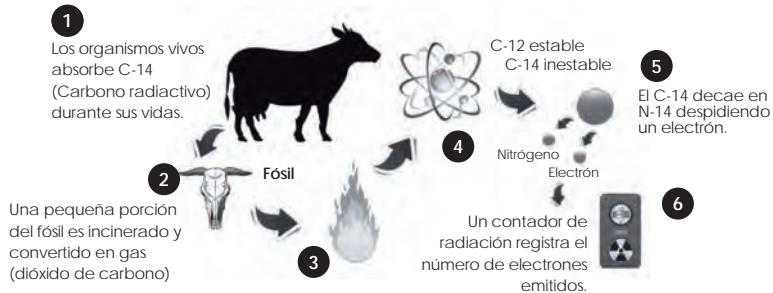 1
Los organismos vivos
absorbe C-14
(Carbono radiactivo)
durante sus vidas.
2
Fósil
Una pequeña porción
del fósil es incinerado y
convertido en gas
(dióxido de carbono)
3
4
C-12 estable
C-14 inestable
5
El C-14 decae en
N-14 despidiendo
un electrón.
Nitrógeno
Electrón
6
Un contador de
radiación registra el
número de electrones
emitidos.